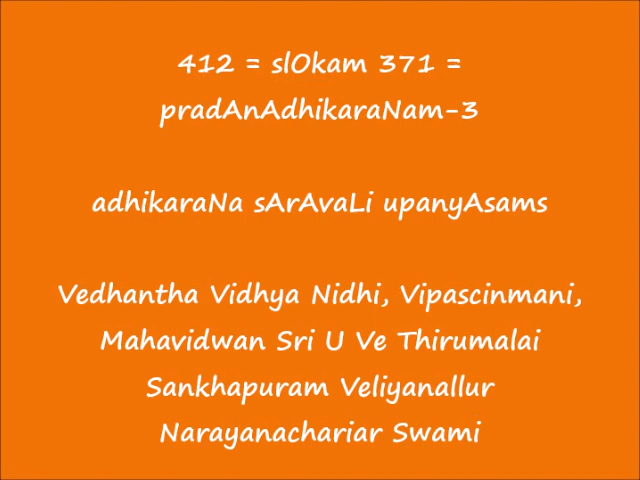 412 = slOkam 371 =
pradAnAdhikaraNam-3
adhikaraNa sArAvaLi upanyAsams
Vedhantha Vidhya Nidhi, Vipascinmani,
Mahavidwan Sri U Ve Thirumalai
Sankhapuram Veliyanallur
Narayanachariar Swami